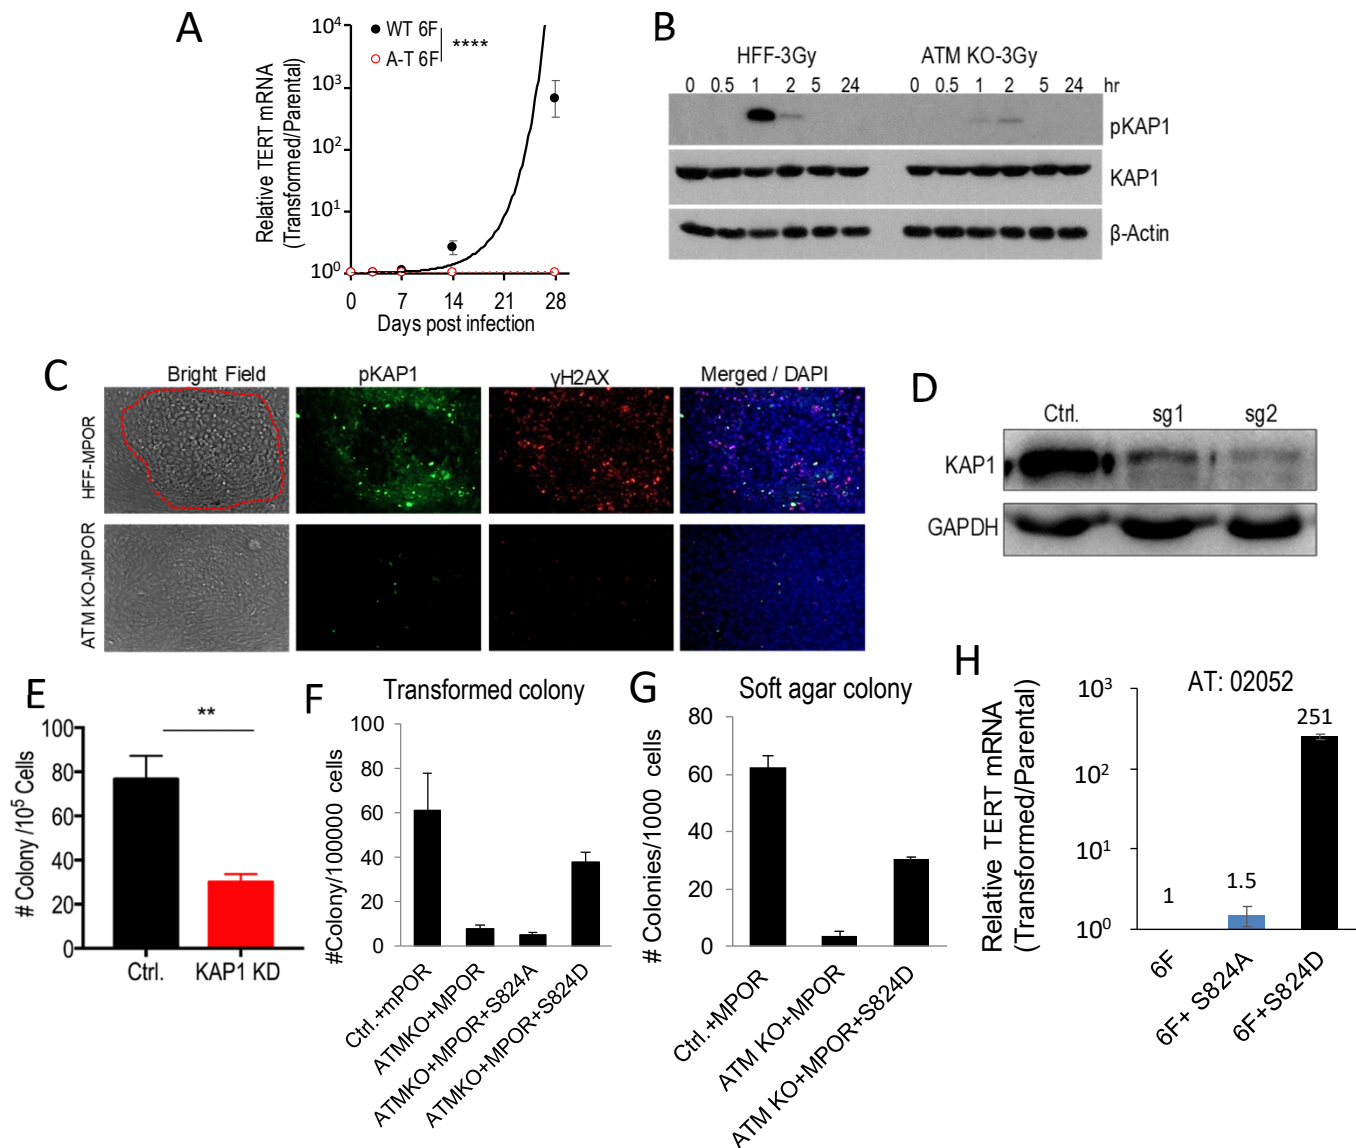 A
Relative TERT mRNA
(Transformed/Parental)
10⁴
10³
10²
10¹
10⁰
WT 6F
A-T 6F
****
0 7 14 21 28
Days post infection
B
HFF-3Gy ATM KO-3Gy
0 0.5 1 2 5 24 0 0.5 1 2 5 24 hr
pKAP1
KAP1
β-Actin
C
Bright Field pKAP1 γH2AX Merged / DAPI
HFF-MPOR
ATM KO-MPOR
D
Ctrl. sg1 sg2
KAP1
GAPDH
E
# Colony /10⁵ Cells
100
80
60
40
20
0
**
Ctrl. KAP1 KD
F
Transformed colony
#Colony/100000 cells
100
80
60
40
20
0
Ctrl.+mPOR
ATMKO+MPOR
ATMKO+MPOR+S824A
ATMKO+MPOR+S824D
G
Soft agar colony
# Colonies/1000 cells
80
60
40
20
0
Ctrl.+MPOR
ATM KO+MPOR
ATM KO+MPOR+S824D
H
AT: 02052
Relative TERT mRNA
(Transformed/Parental)
10³
10²
10¹
10⁰
1
1.5
251
6F
6F+ S824A
6F+S824D